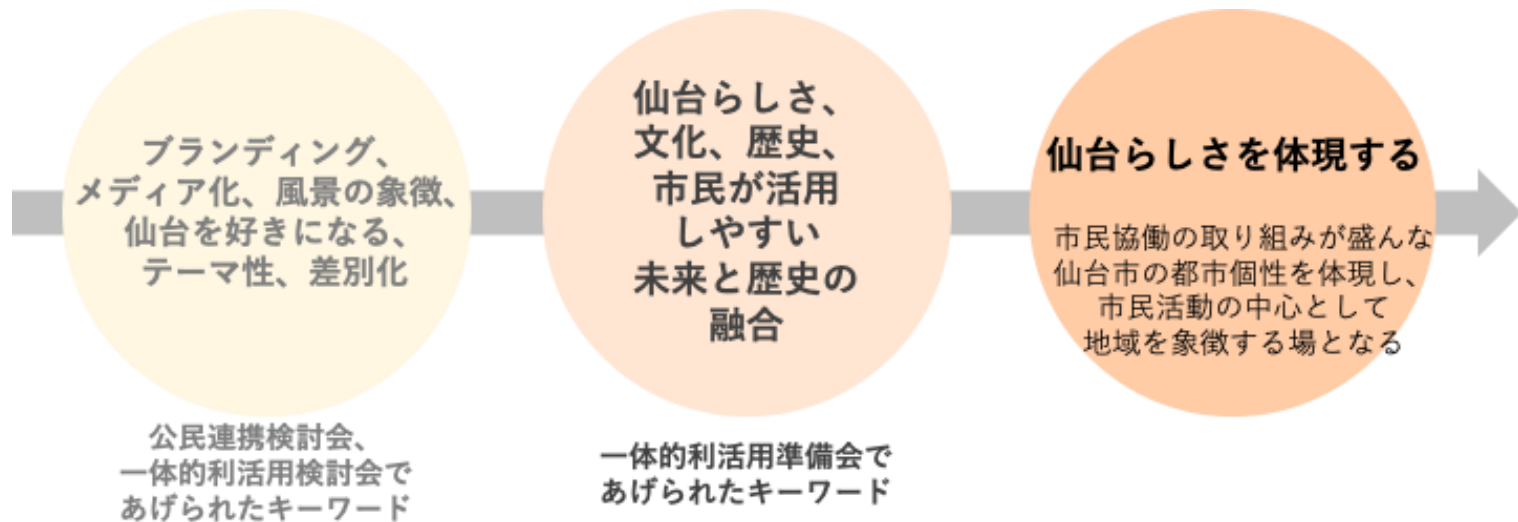 ブランディング、
メディア化、風景の象徴、
仙台を好きになる、
テーマ性、差別化
公民連携検討会、
一体的利活用検討会で
あげられたキーワード
仙台らしさ、
文化、歴史、
市民が活用
しやすい
未来と歴史の
融合
一体的利活用準備会で
あげられたキーワード
仙台らしさを体現する
市民協働の取り組みが盛んな
仙台市の都市個性を体現し、
市民活動の中心として
地域を象徴する場となる